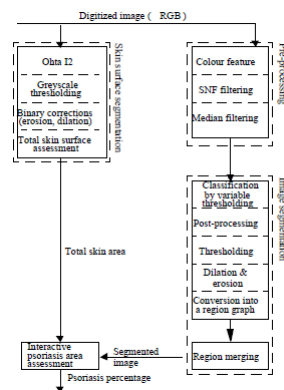 Digitized image ( RGB)
Skin surface segmentation
Ohta I2
Greyscale
thresholding
Binary corrections
(erosion, dilation)
Total skin surface
assessment
Pre-processing
Colour feature
SNF filtering
Median filtering
Image segmentation
Classification
by variable
thresholding
Post-processing
Thresholding
Dilation &
erosion
Conversion into
a region graph
Total skin area
Interactive
psoriasis area
assessment
Segmented
image
Region merging
Psoriasis percentage